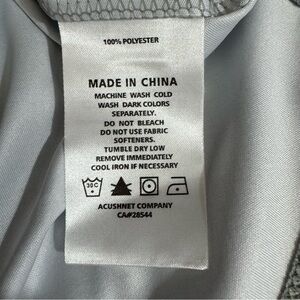 100% POLYESTER
MADE IN CHINA
MACHINE WASH COLD
WASH DARK COLORS
SEPARATELY.
DO NOT BLEACH
DO NOT USE FABRIC
SOFTENERS.
TUMBLE DRY LOW
REMOVE IMMEDIATELY
COOL IRON IF NECESSARY
30C
ACUSHNET COMPANY
CA#28544